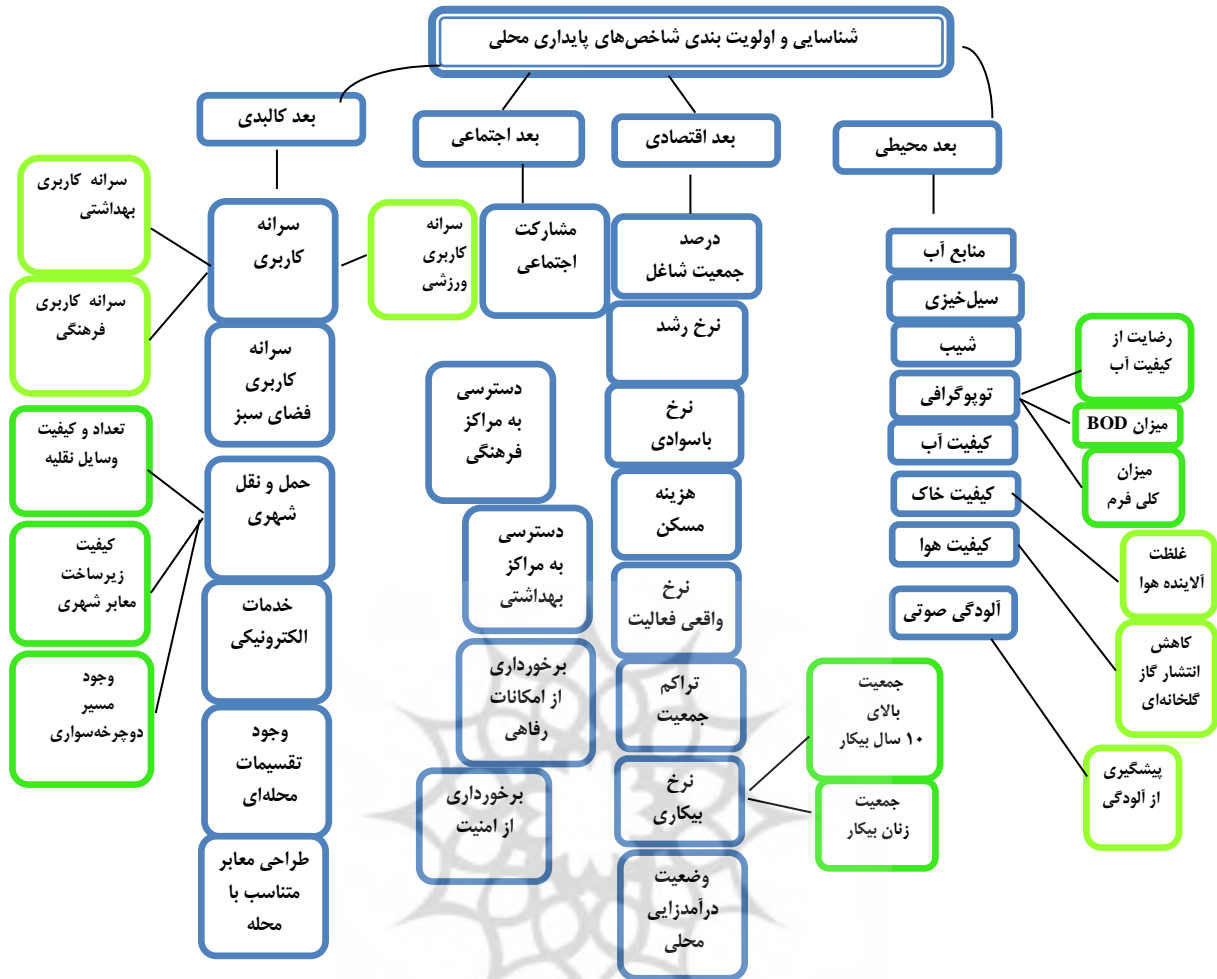 شناسایی و اولویت بندی شاخص‌های پایداری محلی
بعد محیطی
منابع آب
سیل‌خیزی
شیب
توپوگرافی
کیفیت آب
کیفیت خاک
کیفیت هوا
آلودگی صوتی
رضایت از
کیفیت آب
میزان BOD
میزان
کلی فرم
غلظت
آلاینده هوا
کاهش
انتشار گاز
گلخانه‌ای
پیشگیری
از آلودگی
بعد اقتصادی
درصد
جمعیت شاغل
نرخ رشد
نرخ
باسوادی
هزینه
مسکن
نرخ
واقعی فعالیت
تراکم
جمعیت
نرخ
بیکاری
وضعیت
درآمدزایی
محلی
جمعیت
بالای
۱۰ سال بیکار
جمعیت
زنان بیکار
بعد اجتماعی
مشارکت
اجتماعی
دسترسی
به مراکز
فرهنگی
دسترسی
به مراکز
بهداشتی
برخورداری
از امکانات
رفاهی
برخورداری
از امنیت
بعد کالبدی
سرانه
کاربری
سرانه
کاربری
فضای سبز
حمل و نقل
شهری
خدمات
الکترونیکی
وجود
تقسیمات
محله‌ای
طراحی معابر
متناسب با
محله
سرانه
کاربری
ورزشی
سرانه کاربری
بهداشتی
سرانه کاربری
فرهنگی
تعداد و کیفیت
وسایل نقلیه
کیفیت
زیرساخت
معابر شهری
وجود
مسیر
دوچرخه‌سواری